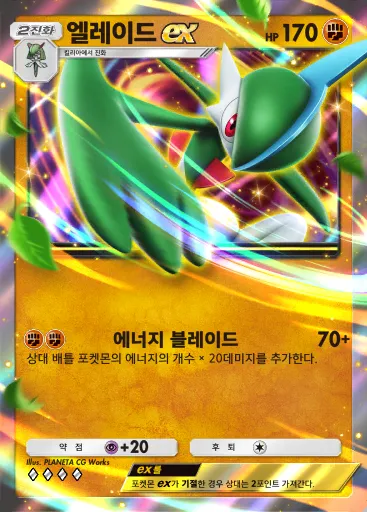 2진화 엘레이드 ex HP 170
킬리아에서 진화
에너지 블레이드 70+
상대 배틀 포켓몬의 에너지의 개수 × 20데미지를 추가한다.
약점 +20 후퇴
Illus. PLANETA CG Works
ex 룰
포켓몬 ex가 기절한 경우 상대는 2포인트 가져간다.